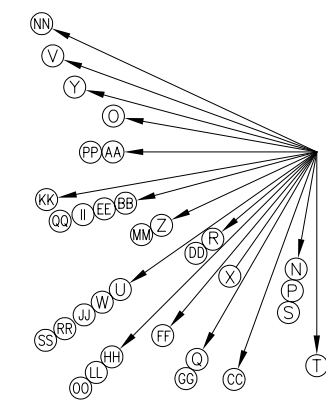 NN
V
Y
O
PP AA
KK
QQ II EE BB
MM Z
DD R
X
N
P
S
T
SS RR JJ W U
FF
OO LL HH
GG Q
CC